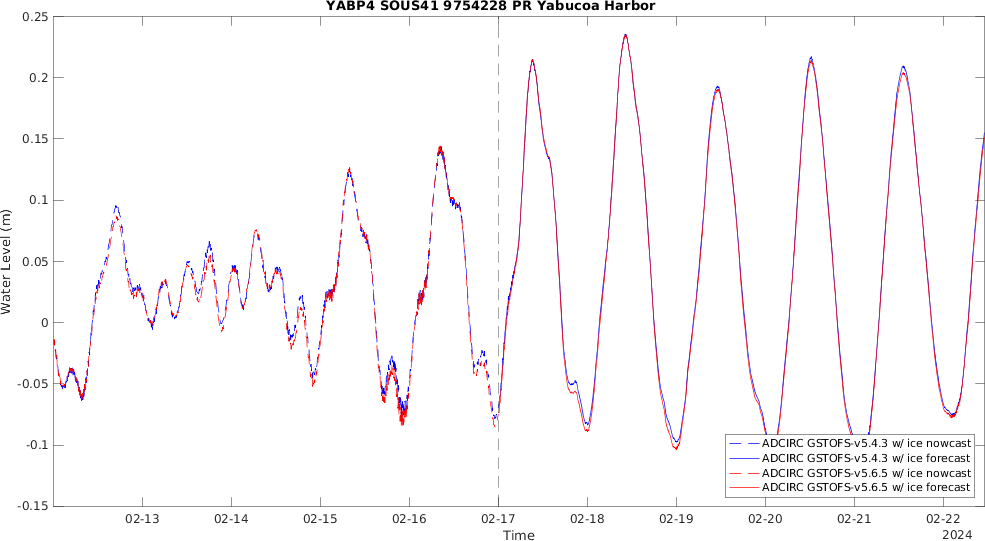 YABP4 SOUS41 9754228 PR Yabucoa Harbor
0.25
0.2
0.15
0.1
0.05
0
-0.05
-0.1
-0.15
Water Level (m)
ADCIRC GSTOFS-v5.4.3 w/ ice nowcast
ADCIRC GSTOFS-v5.4.3 w/ ice forecast
ADCIRC GSTOFS-v5.6.5 w/ ice nowcast
ADCIRC GSTOFS-v5.6.5 w/ ice forecast
02-13 02-14 02-15 02-16 02-17 02-18 02-19 02-20 02-21 02-22
Time 2024